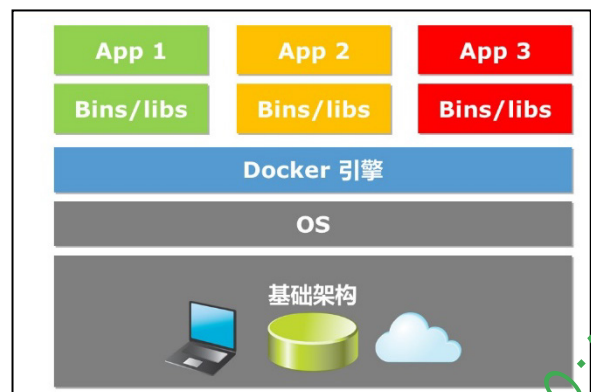 App 1 App 2 App 3
Bins/libs Bins/libs Bins/libs
Docker 引擎
OS
基础架构